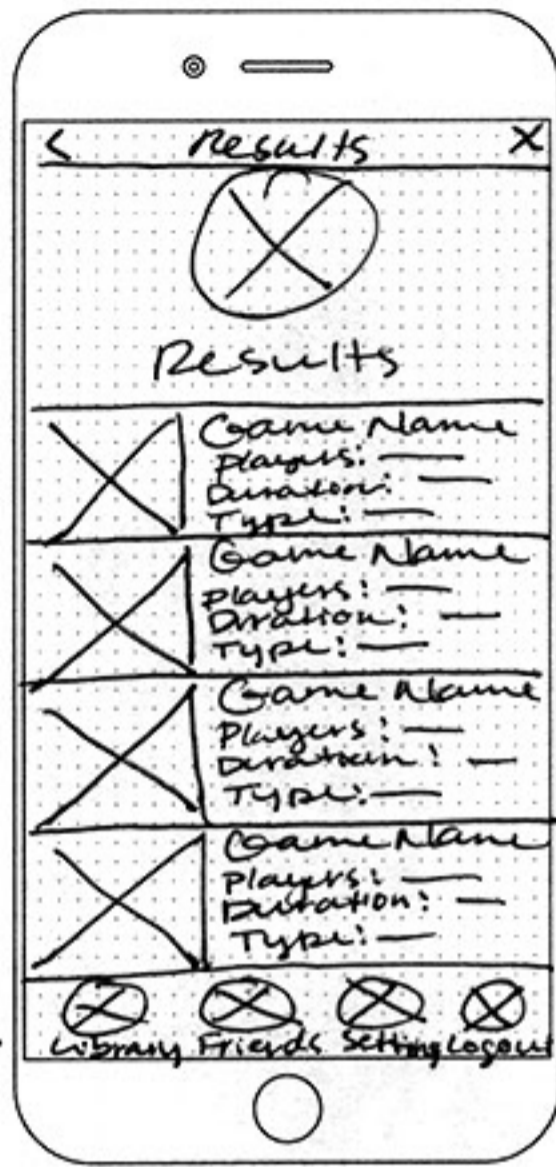 < Results X
Results
Game Name
Players:
Duration:
Type:
Game Name
Players:
Duration:
Type:
Game Name
Players:
Duration:
Type:
Game Name
Players:
Duration:
Type:
Library Friends Setting Logout